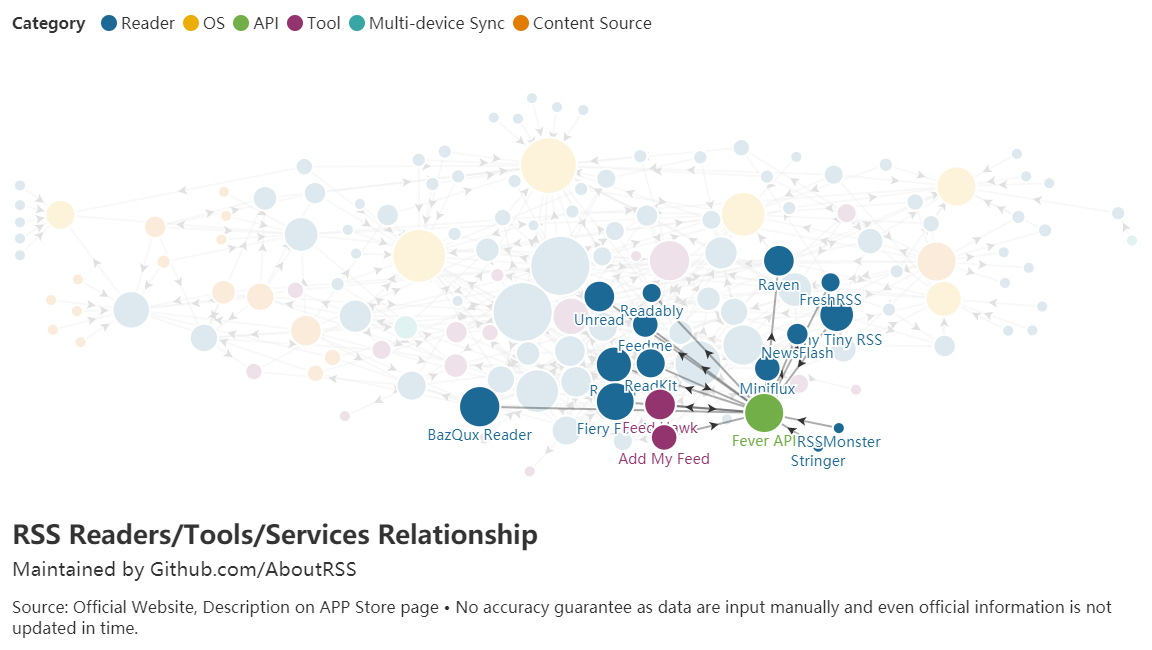 Category Reader OS API Tool Multi-device Sync Content Source
Raven
FreshRSS
Readably
Unread
Tiny RSS
Feedme
NewsFlash
ReadKit
Miniflux
Fiery
Feed Hawk
BazQux Reader
Fever API
RSSMonster
Add My Feed
Stringer
RSS Readers/Tools/Services Relationship
Maintained by Github.com/AboutRSS
Source: Official Website, Description on APP Store page • No accuracy guarantee as data are input manually and even official information is not
updated in time.